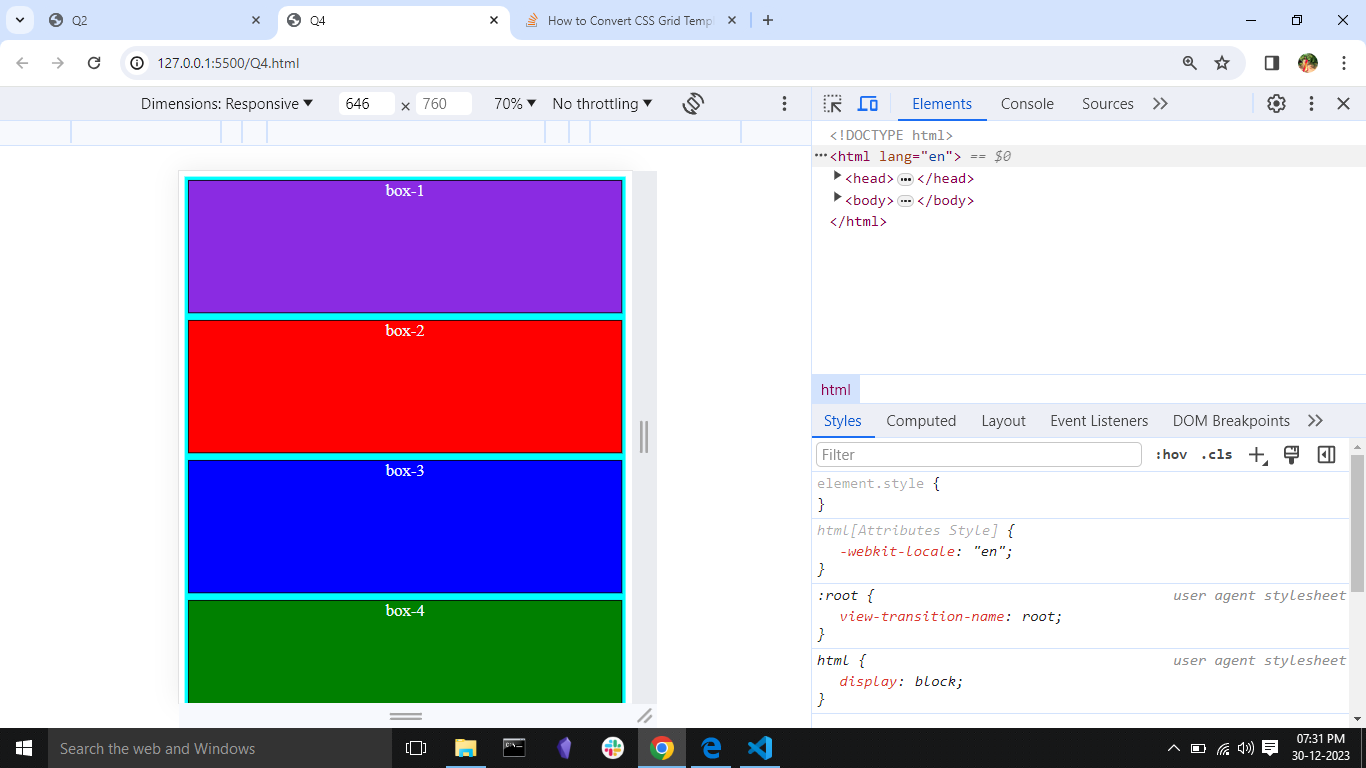 Q2
Q4
How to Convert CSS Grid Temp
127.0.0.1:5500/Q4.html
Dimensions: Responsive 646 × 760 70% No throttling
Elements Console Sources
<!DOCTYPE html>
<html lang="en"> == $0
<head> ••• </head>
<body> ••• </body>
</html>
box-1
box-2
box-3
box-4
html
Styles Computed Layout Event Listeners DOM Breakpoints
Filter :hov .cls
element.style {
}
html[Attributes Style] {
-webkit-locale: "en";
}
:root { user agent stylesheet
view-transition-name: root;
}
html { user agent stylesheet
display: block;
}
Search the web and Windows
07:31 PM
30-12-2023